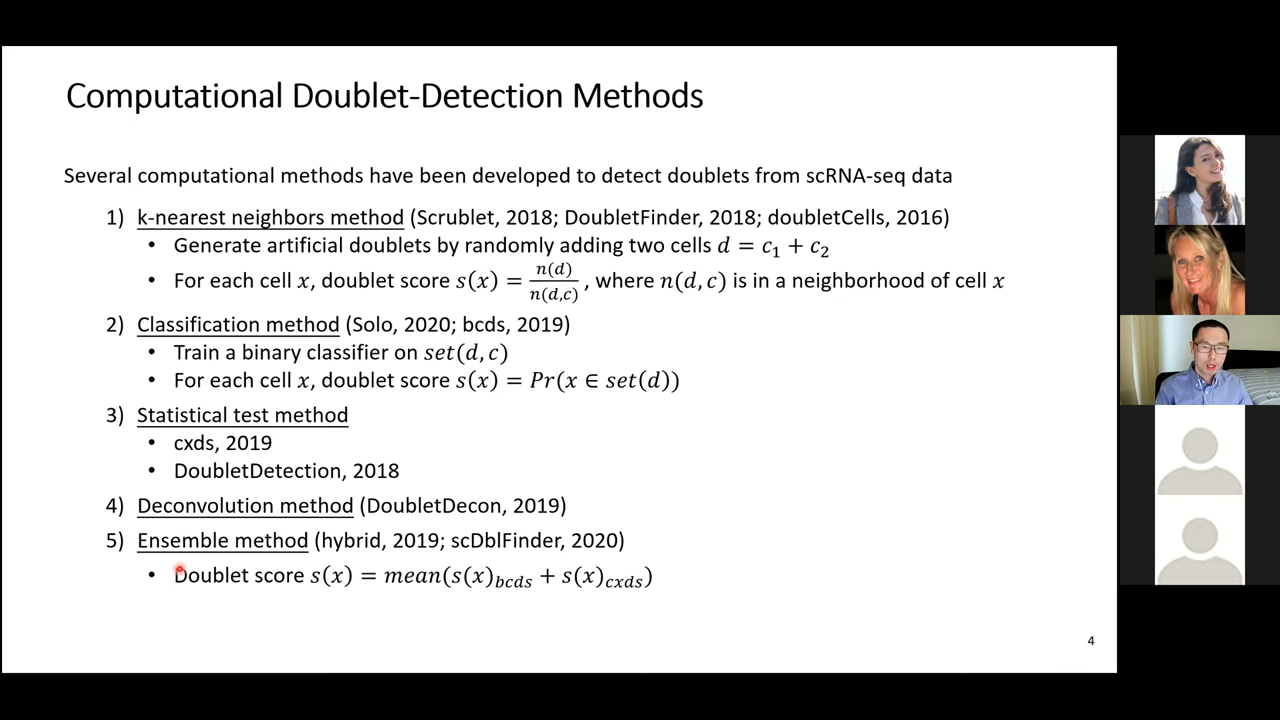 Computational Doublet-Detection Methods
Several computational methods have been developed to detect doublets from scRNA-seq data
1) k-nearest neighbors method (Scrublet, 2018; DoubletFinder, 2018; doubletCells, 2016)
• Generate artificial doublets by randomly adding two cells d = c₁ + c₂
• For each cell x, doublet score s(x) = n(d)/n(d,c), where n(d, c) is in a neighborhood of cell x
2) Classification method (Solo, 2020; bcds, 2019)
• Train a binary classifier on set(d, c)
• For each cell x, doublet score s(x) = Pr(x ∈ set(d))
3) Statistical test method
• cxds, 2019
• DoubletDetection, 2018
4) Deconvolution method (DoubletDecon, 2019)
5) Ensemble method (hybrid, 2019; scDblFinder, 2020)
• Doublet score s(x) = mean(s(x)bcds + s(x)cxds)
4